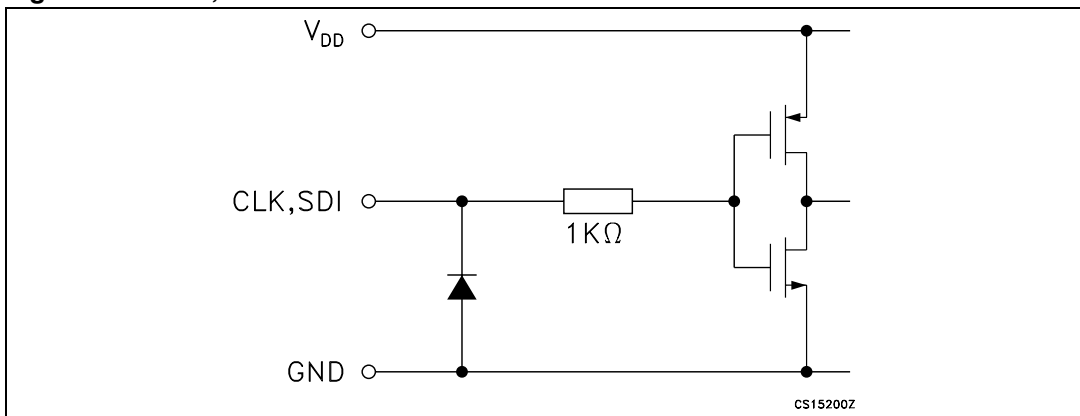 V_DD
CLK,SDI
1KΩ
GND
CS15200Z